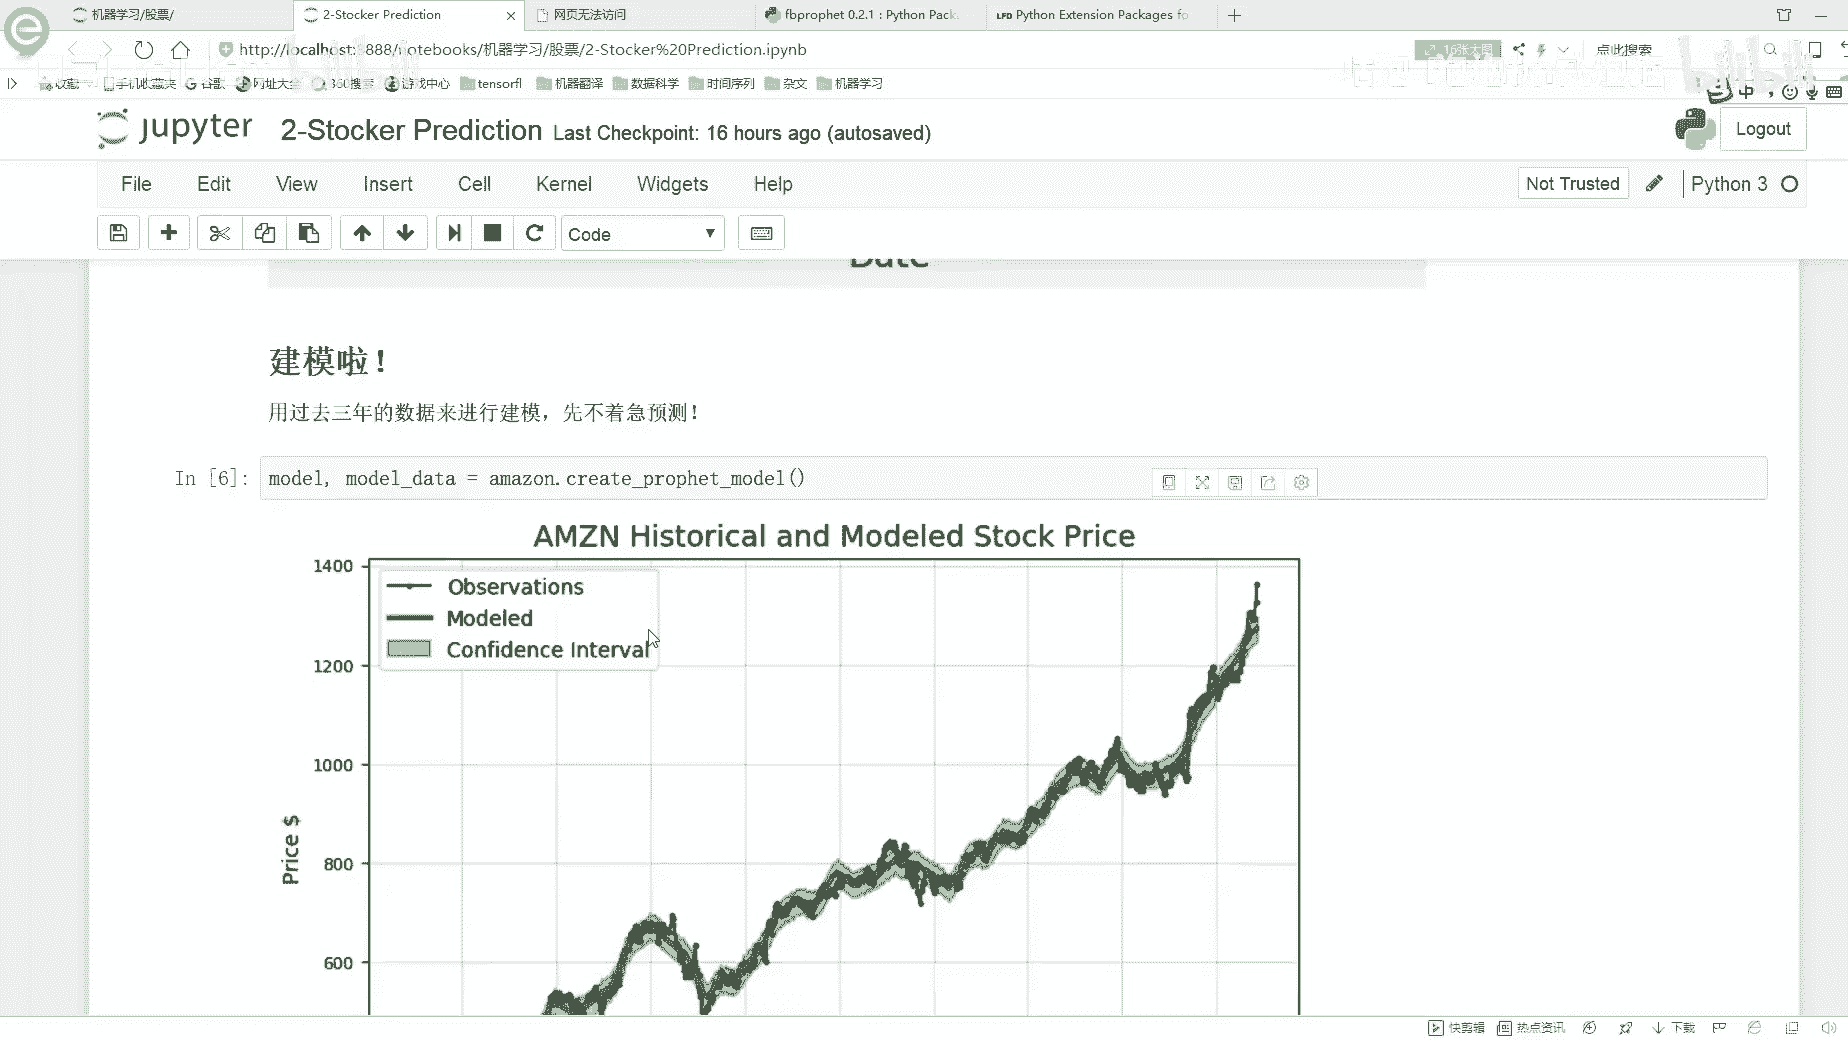 机器学习/股票/
2-Stocker Prediction
网页无法访问
fbprophet 0.2.1 : Python Pack
LFD Python Extension Packages fo
http://localhost:8888/notebooks/机器学习/股票/2-Stocker%20Prediction.ipynb
16张大图
点此搜索
收藏
手机收藏夹
谷歌
网址大全
360搜索
游戏中心
tensorfl
机器翻译
数据科学
时间序列
杂文
机器学习
中
jupyter
2-Stocker Prediction
Last Checkpoint: 16 hours ago (autosaved)
Logout
File
Edit
View
Insert
Cell
Kernel
Widgets
Help
Not Trusted
Python 3
Code
Date
建模啦！
用过去三年的数据来进行建模，先不着急预测！
In [6]:
model, model_data = amazon.create_prophet_model()
AMZN Historical and Modeled Stock Price
1400
Observations
Modeled
Confidence Interval
1200
1000
Price $
800
600
快剪辑
热点资讯
下载